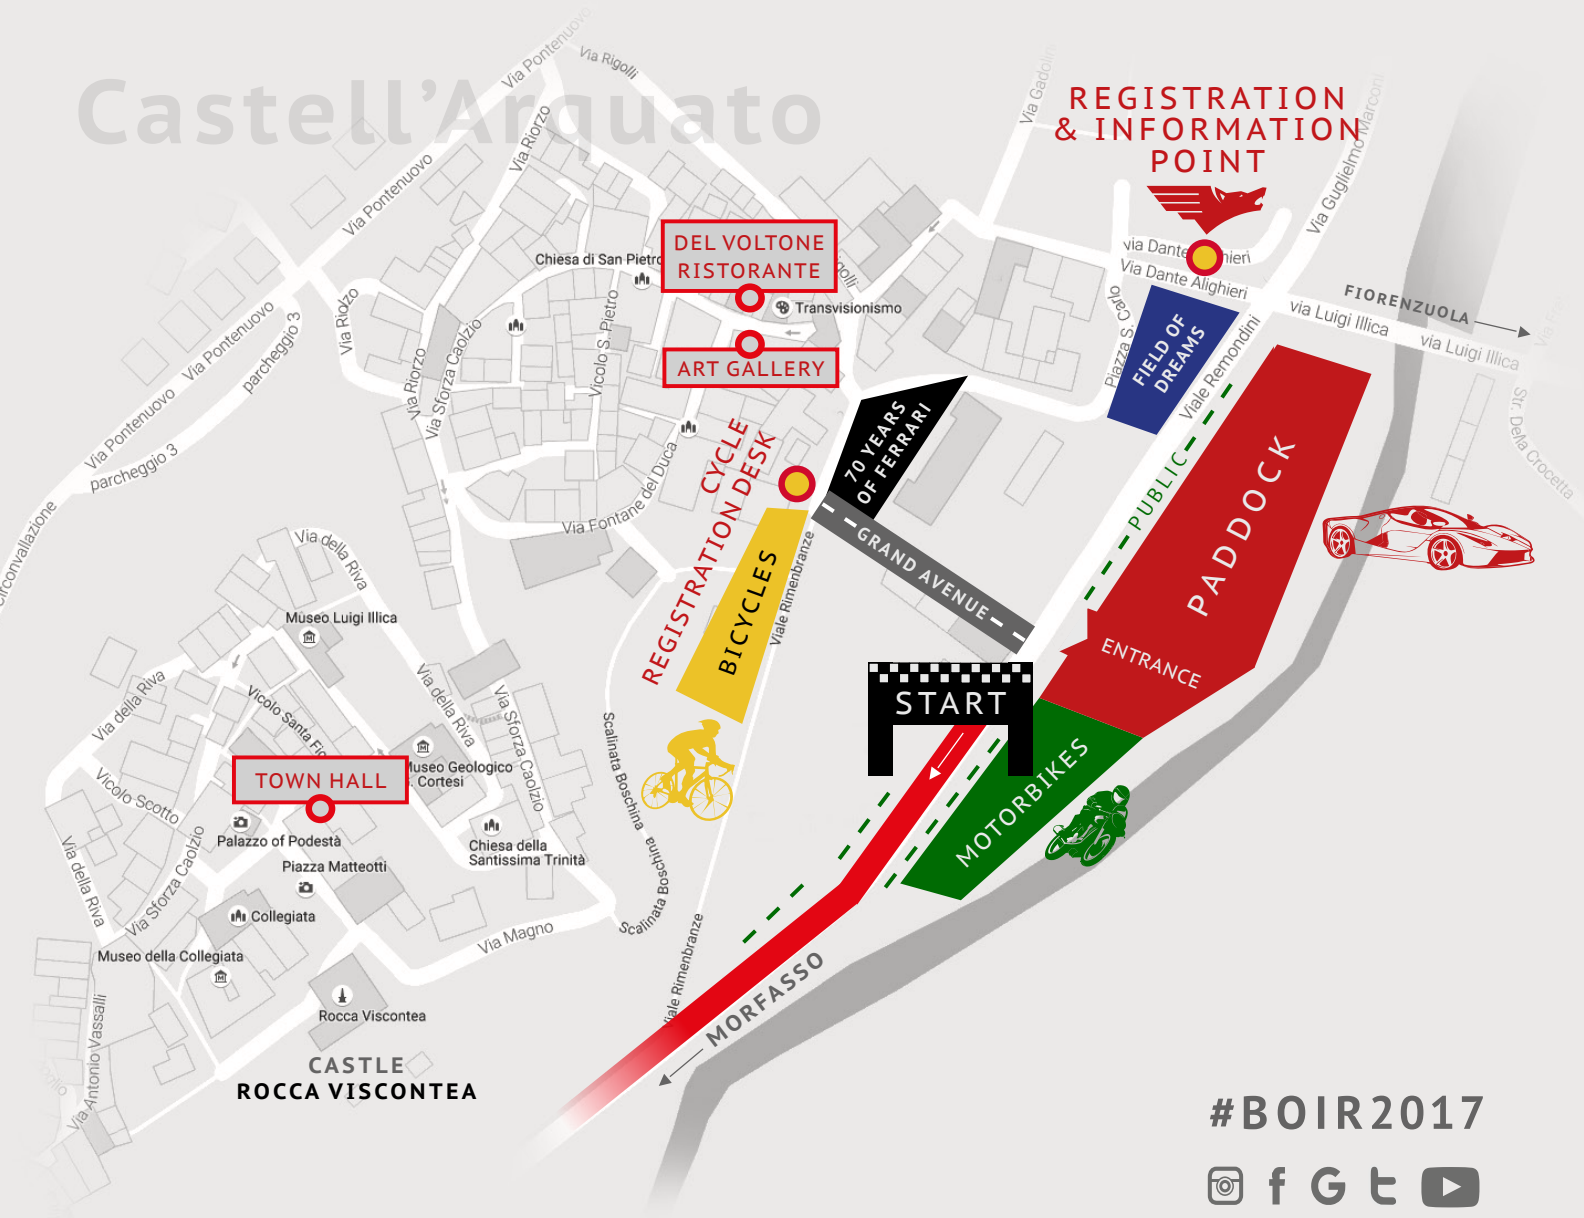 Castell'Arquato
Via Pontenuovo
Via Rigolli
Via Riorzo
Via Pontenuovo
Via Gadolini
REGISTRATION
& INFORMATION
POINT
Via Guglielmo Marconi
DEL VOLTONE
RISTORANTE
Chiesa di San Pietro
Transvisionismo
ART GALLERY
via Dante
Via Dante Alighieri
Piazza S. Carlo
FIELD OF
DREAMS
Viale Remondini
via Luigi Illica
FIORENZUOLA
via Luigi Illica
Str. Della Crocetta
Via Riorzo
Via Pontenuovo
parcheggio 3
Via Riorzo
Via Sforza Caolzio
Vicolo S. Pietro
Via Pontenuovo
parcheggio 3
Circonvallazione
Via Fontane del Duca
CYCLE
REGISTRATION DESK
70 YEARS
OF FERRARI
GRAND AVENUE
BICYCLES
Viale Rimenbranze
PUBLIC
PADDOCK
ENTRANCE
START
MOTORBIKES
Via della Riva
Museo Luigi Illica
Via della Riva
Vicolo Santa
Via della Riva
Via Sforza Caolzio
Scalinata Boschina
Museo Geologico
Cortesi
TOWN HALL
Vicolo Scotto
Palazzo of Podestà
Piazza Matteotti
Chiesa della
Santissima Trinità
Via della Riva
Via Sforza Caolzio
Collegiata
Museo della Collegiata
Via Magno
Scalinata Boschina
Viale Rimenbranze
MORFASSO
Rocca Viscontea
Via Antonio Vassalli
CASTLE
ROCCA VISCONTEA
#BOIR2017